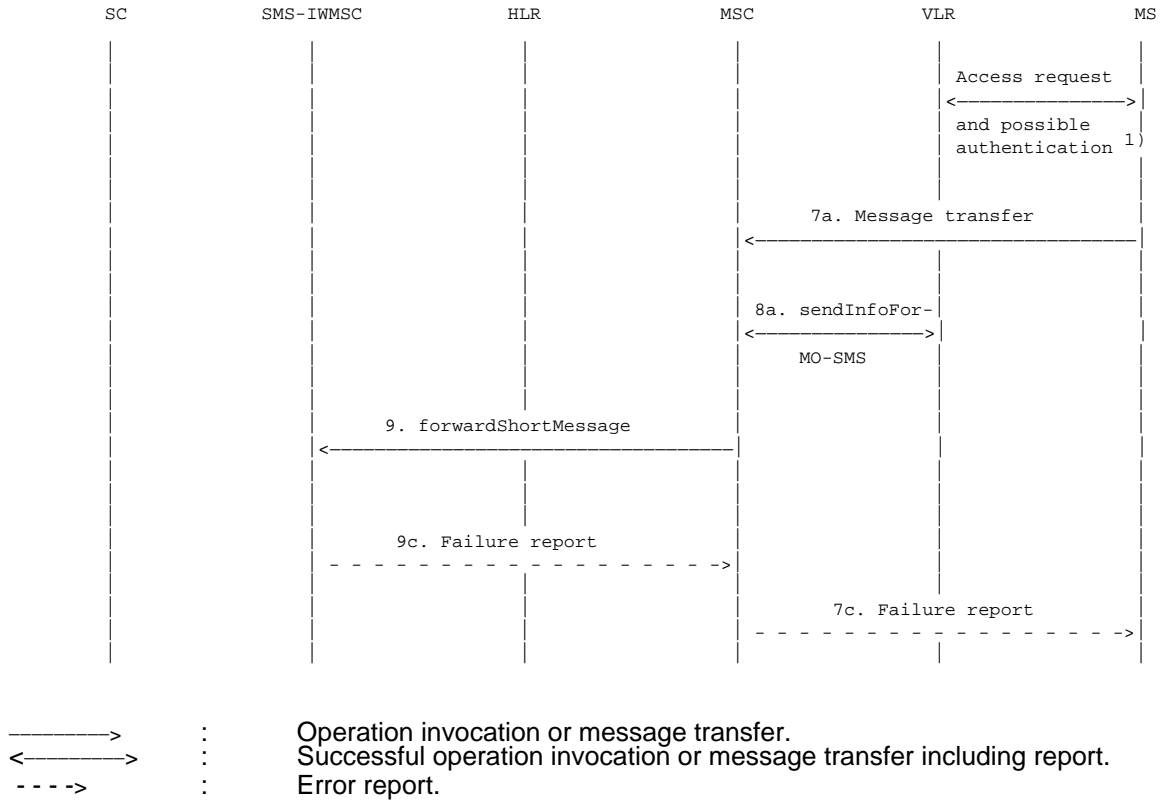 SC SMS-IWMSC HLR MSC VLR MS
Access request
and possible
authentication 1)
7a. Message transfer
8a. sendInfoFor-
MO-SMS
9. forwardShortMessage
9c. Failure report
7c. Failure report
: Operation invocation or message transfer.
: Successful operation invocation or message transfer including report.
: Error report.